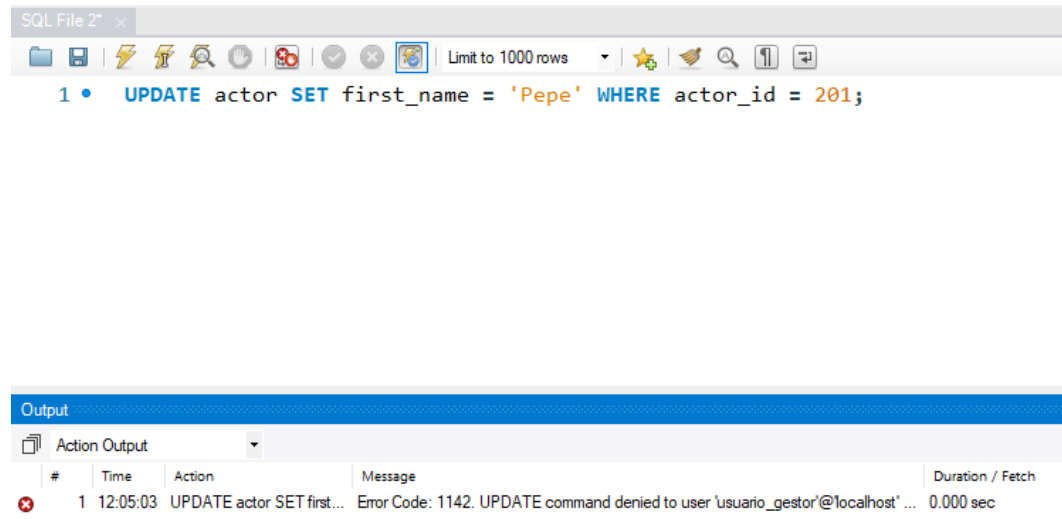 SQL File 2*
Limit to 1000 rows
1 UPDATE actor SET first_name = 'Pepe' WHERE actor_id = 201;
Output
Action Output
# Time Action Message Duration / Fetch
1 12:05:03 UPDATE actor SET first... Error Code: 1142. UPDATE command denied to user 'usuario_gestor'@'localhost' ... 0.000 sec